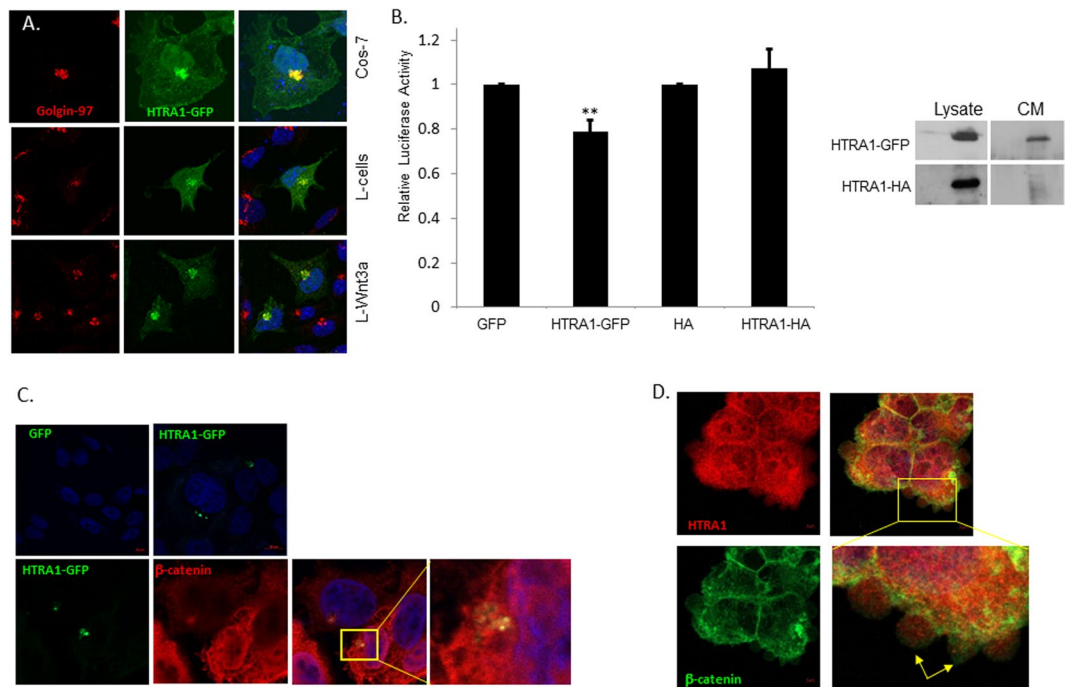 A.
Golgin-97
HTRA1-GFP
Cos-7
L-cells
L-Wnt3a
B.
Relative Luciferase Activity
1.2
1
0.8
0.6
0.4
0.2
0
**
GFP
HTRA1-GFP
HA
HTRA1-HA
Lysate
CM
HTRA1-GFP
HTRA1-HA
C.
GFP
HTRA1-GFP
HTRA1-GFP
β-catenin
D.
HTRA1
β-catenin